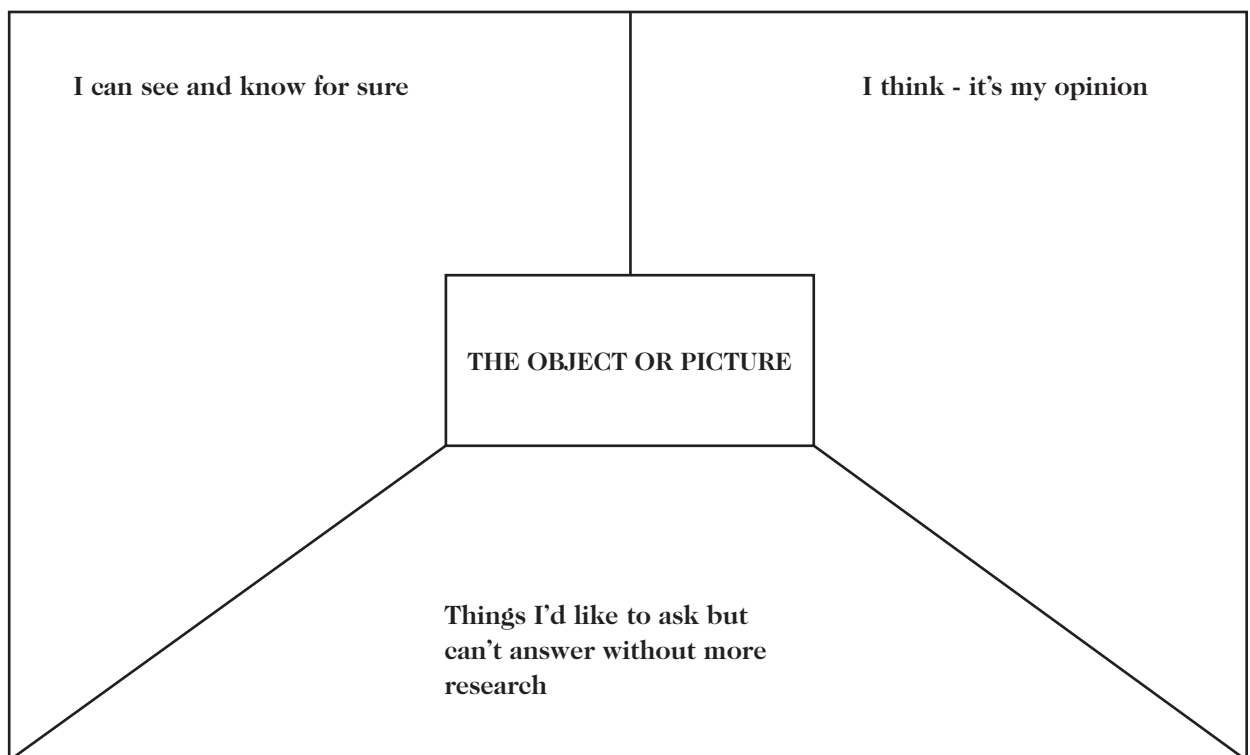 I can see and know for sure
I think - it's my opinion
THE OBJECT OR PICTURE
Things I'd like to ask but
can't answer without more
research